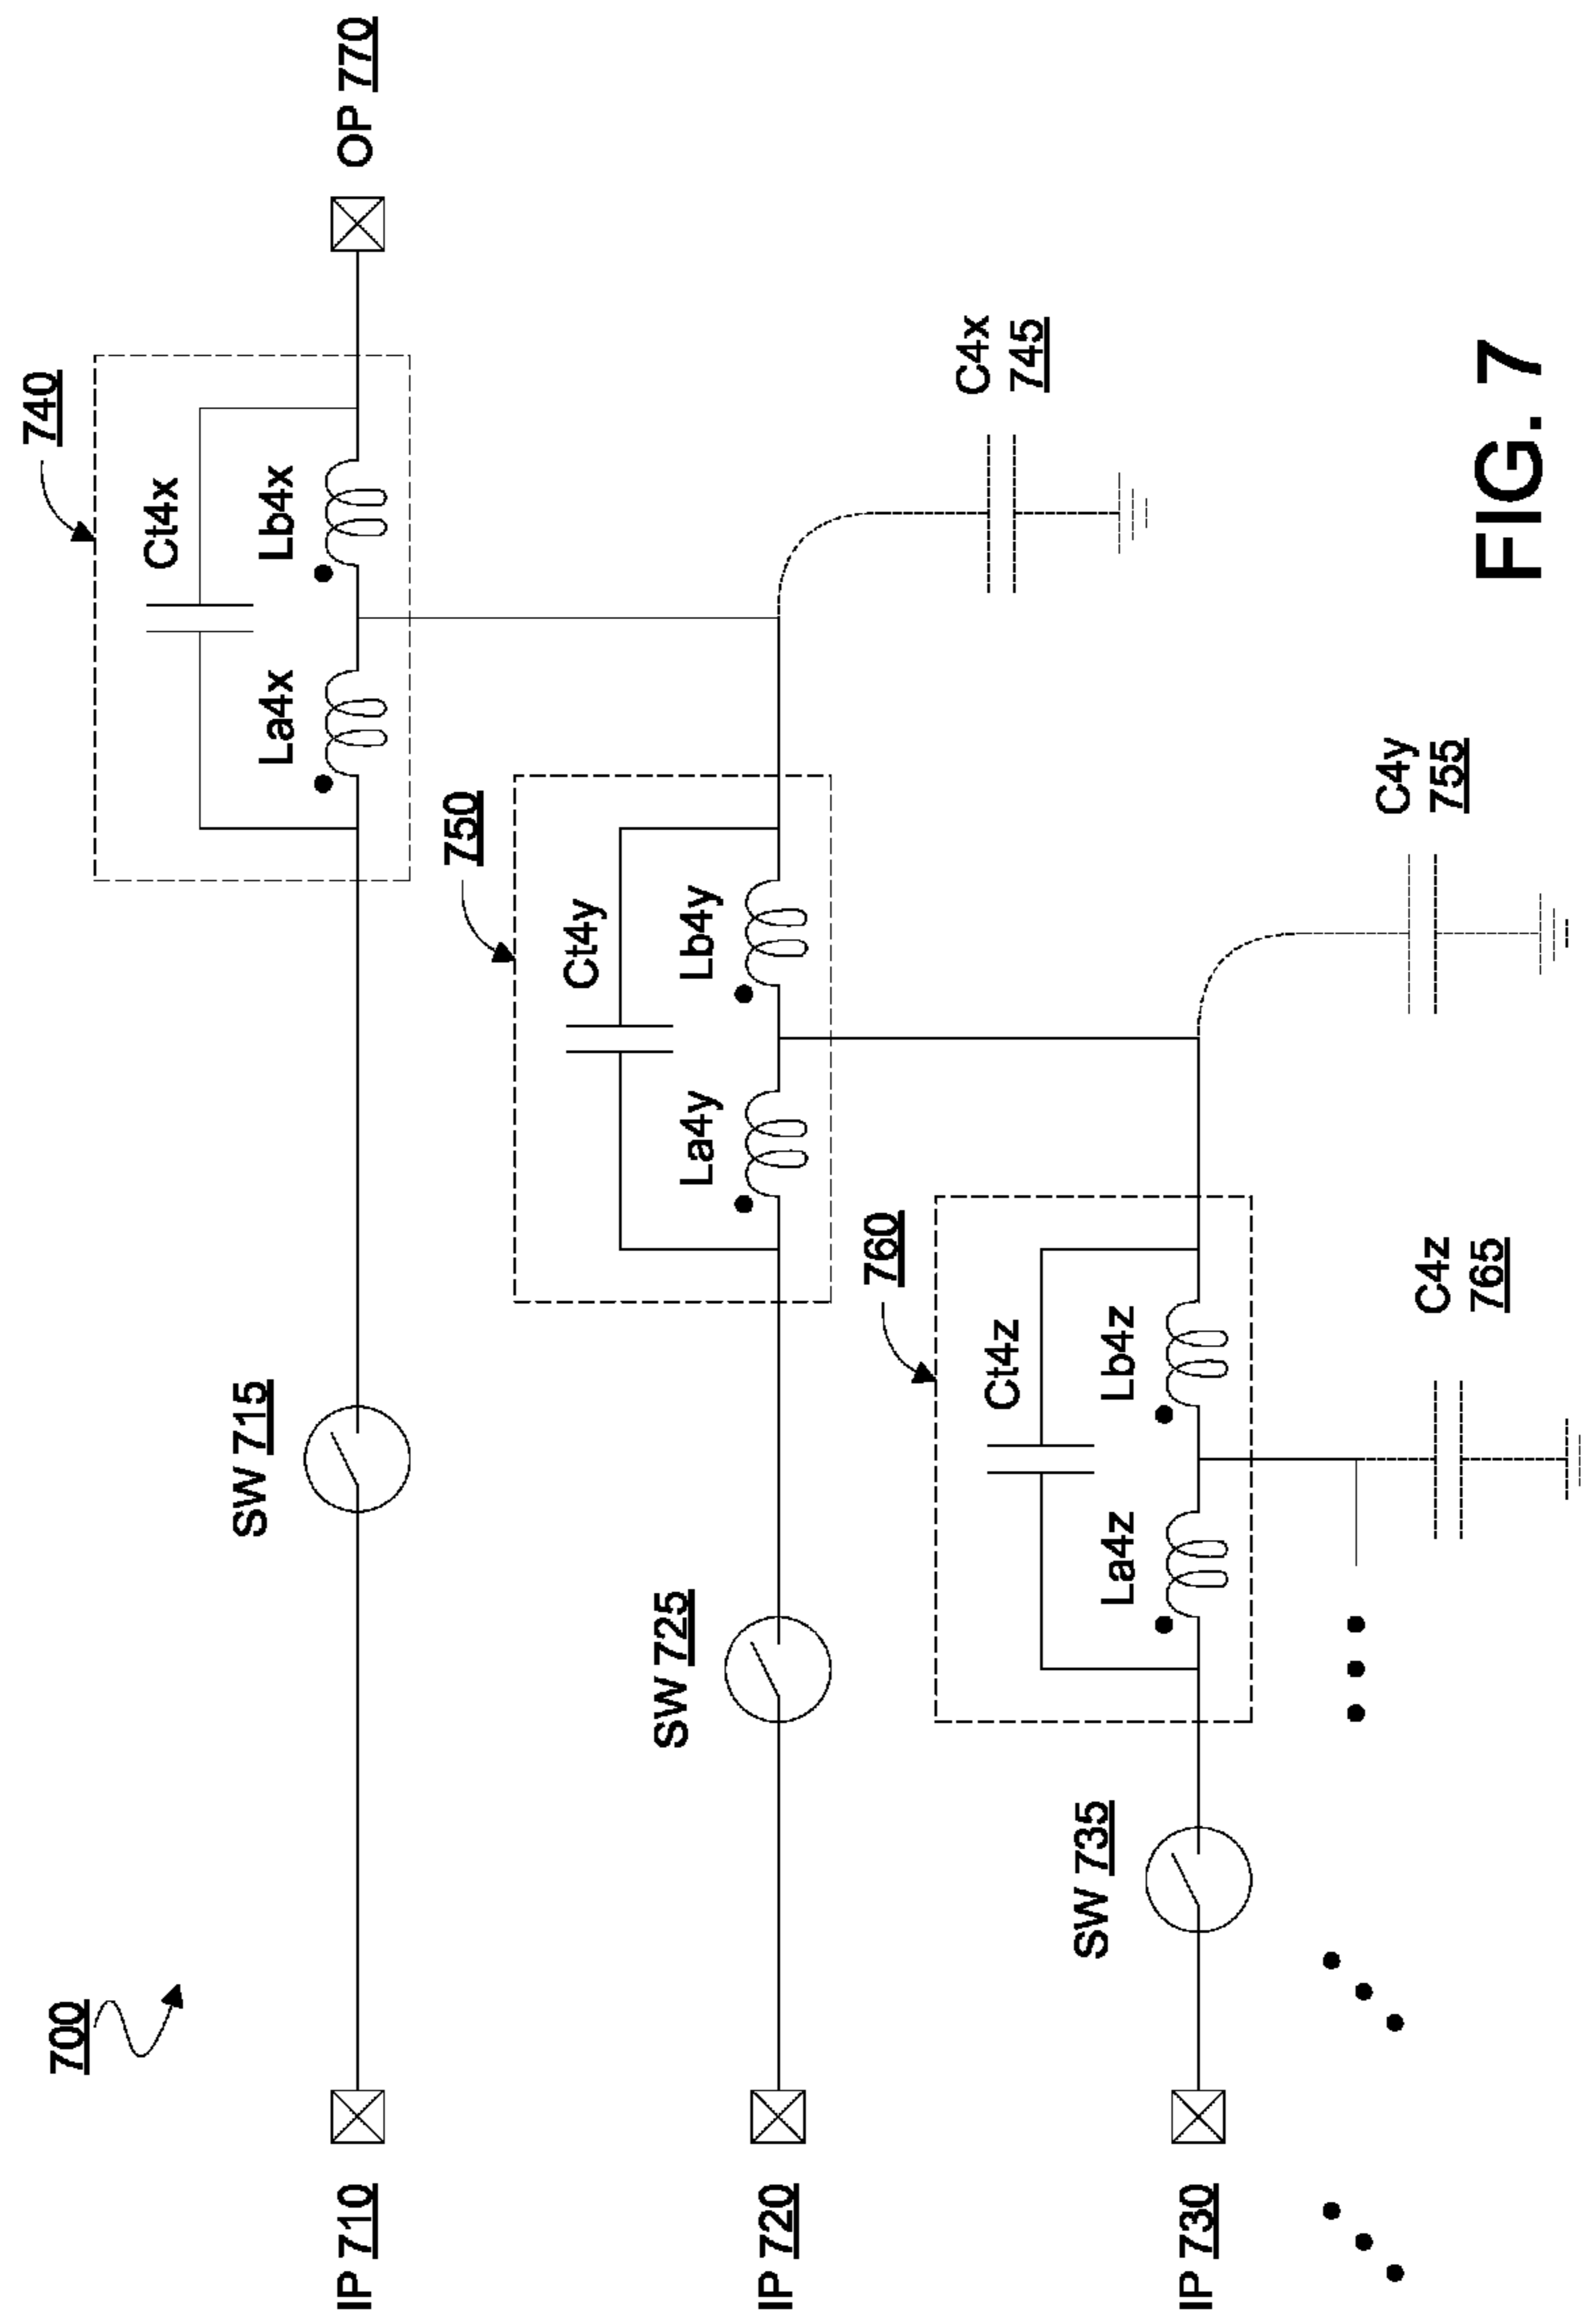 700
740
Ct4x
La4x
Lb4x
SW 715
IP 710
OP 770
750
Ct4y
La4y
Lb4y
SW 725
IP 720
C4x
745
760
Ct4z
La4z
Lb4z
SW 735
IP 730
C4y
755
C4z
765
FIG. 7